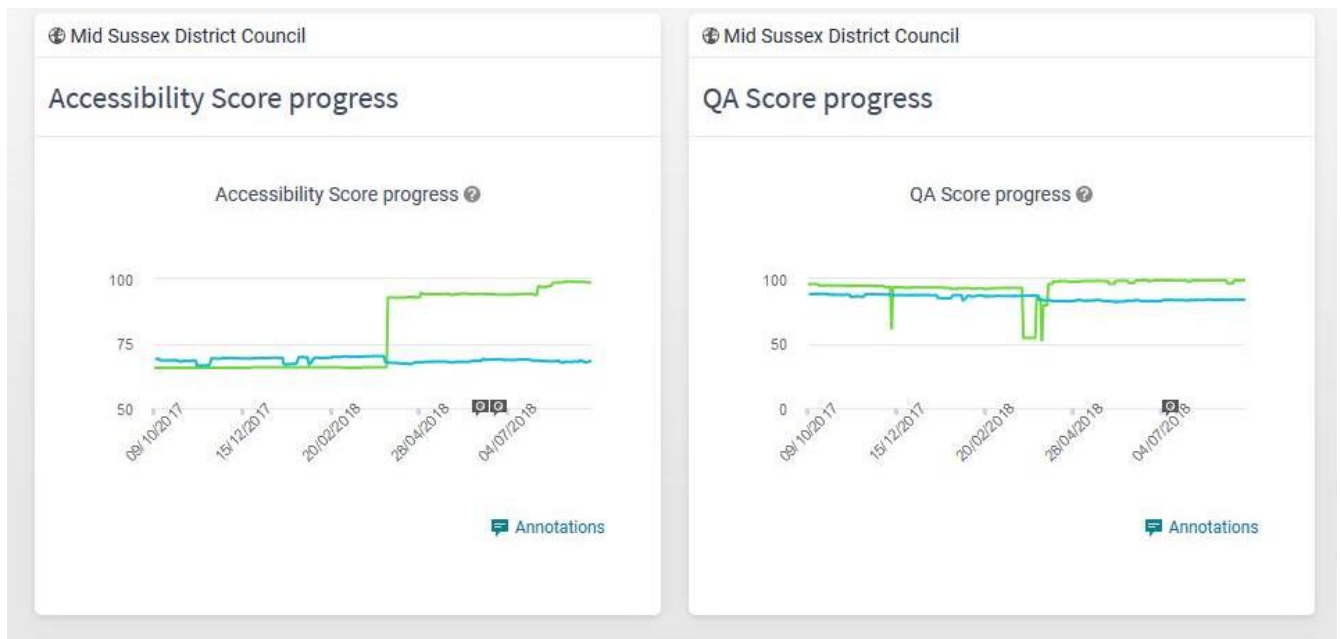 Mid Sussex District Council
Accessibility Score progress
Accessibility Score progress
100
75
50
09/10/2017
15/12/2017
20/02/2018
28/04/2018
04/07/2018
Annotations
Mid Sussex District Council
QA Score progress
QA Score progress
100
50
0
09/10/2017
15/12/2017
20/02/2018
28/04/2018
04/07/2018
Annotations